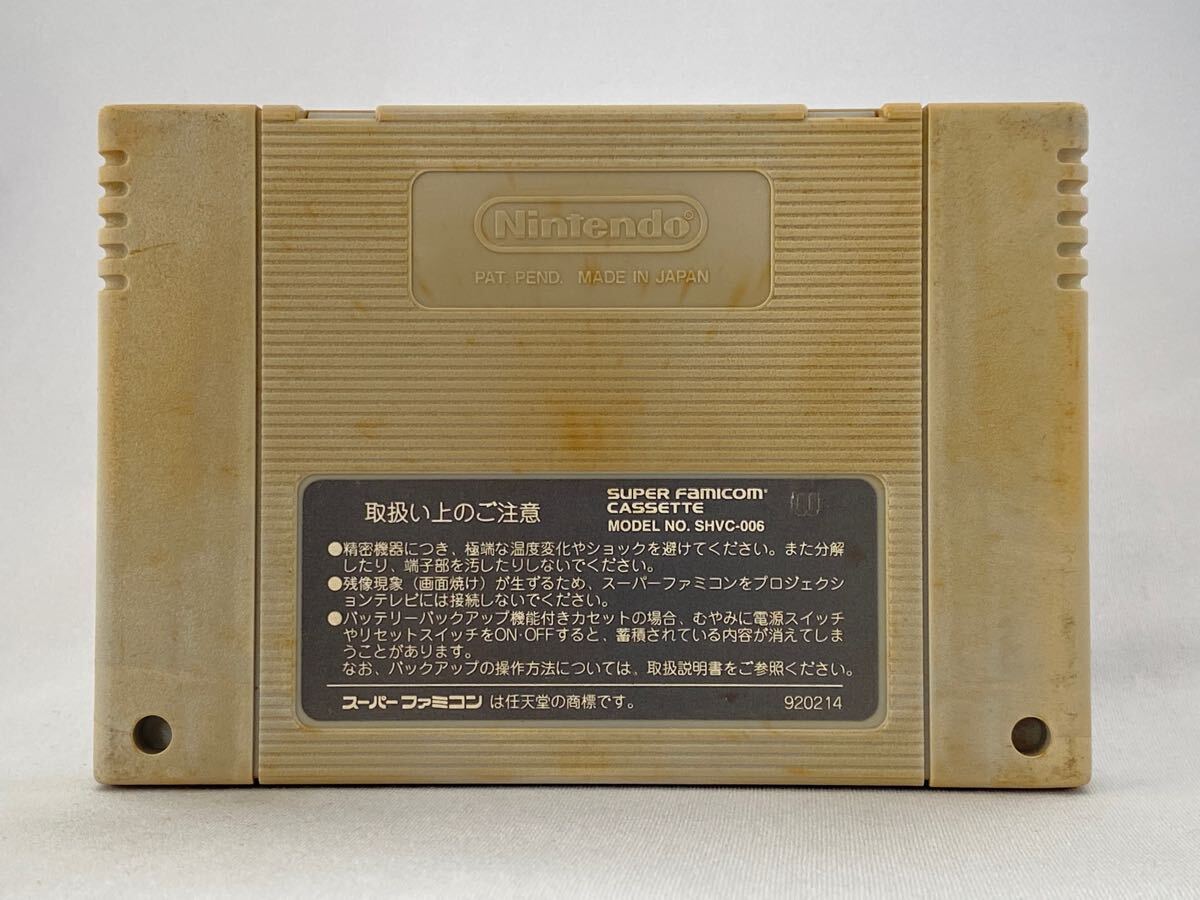 Nintendo®
PAT. PEND. MADE IN JAPAN
取扱い上のご注意
SUPER FAMICOM®
CASSETTE
MODEL NO. SHVC-006
●精密機器につき、極端な温度変化やショックを避けてください。また分解
したり、端子部を汚したりしないでください。
●残像現象（画面焼け）が生ずるため、スーパーファミコンをプロジェクシ
ョンテレビには接続しないでください。
●バッテリーバックアップ機能付きカセットの場合、むやみに電源スイッチ
やリセットスイッチをON・OFFすると、蓄積されている内容が消えてしま
うことがあります。
なお、バックアップの操作方法については、取扱説明書をご参照ください。
スーパーファミコン は任天堂の商標です。
920214